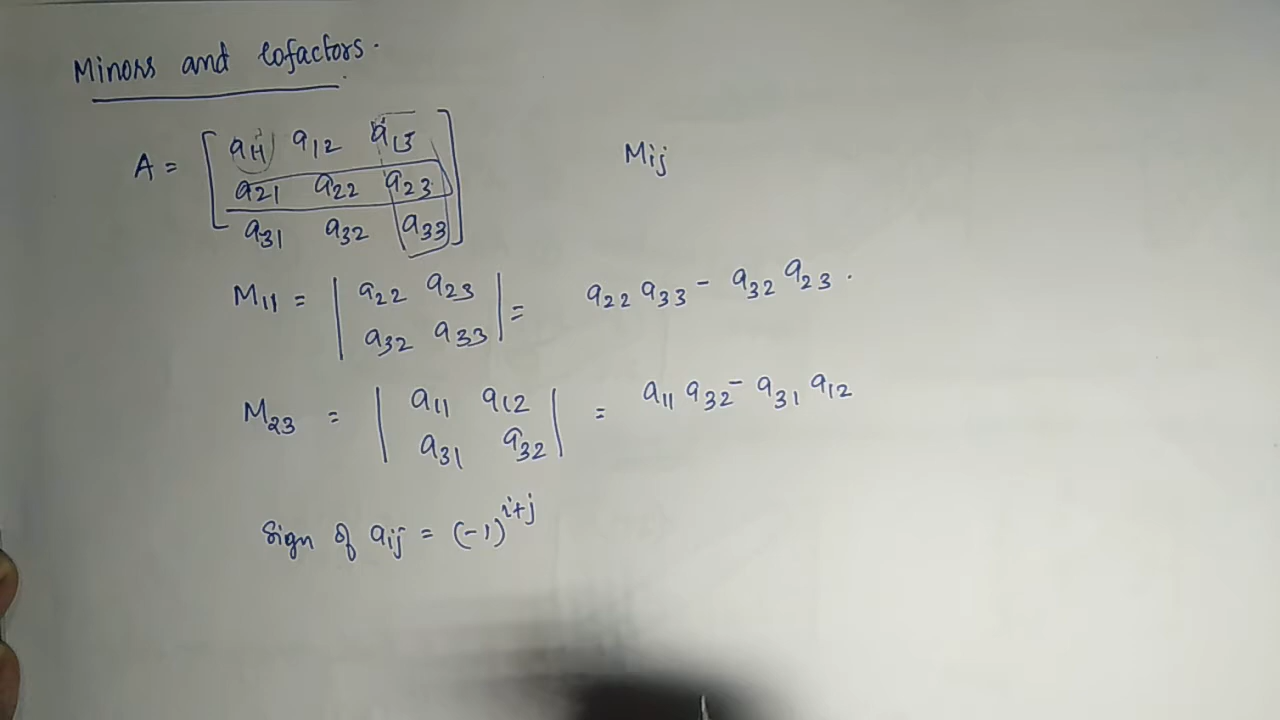 Minors and cofactors.
A = [ a11 a12 a13
a21 a22 a23
a31 a32 a33 ]
Mij
M11 = | a22 a23
a32 a33 | = a22 a33 - a32 a23.
M23 = | a11 a12
a31 a32 | = a11 a32 - a31 a12
Sign of aij = (-1)^i+j